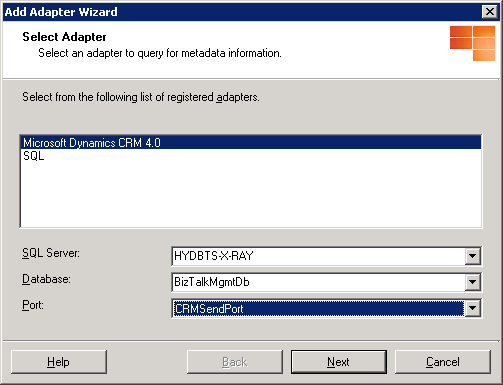 Add Adapter Wizard
Select Adapter
Select an adapter to query for metadata information.
Select from the following list of registered adapters.
Microsoft Dynamics CRM 4.0
SQL
SQL Server: HYDBTS-X-RAY
Database: BizTalkMgmtDb
Port: CRMSendPort
Help Back Next Cancel